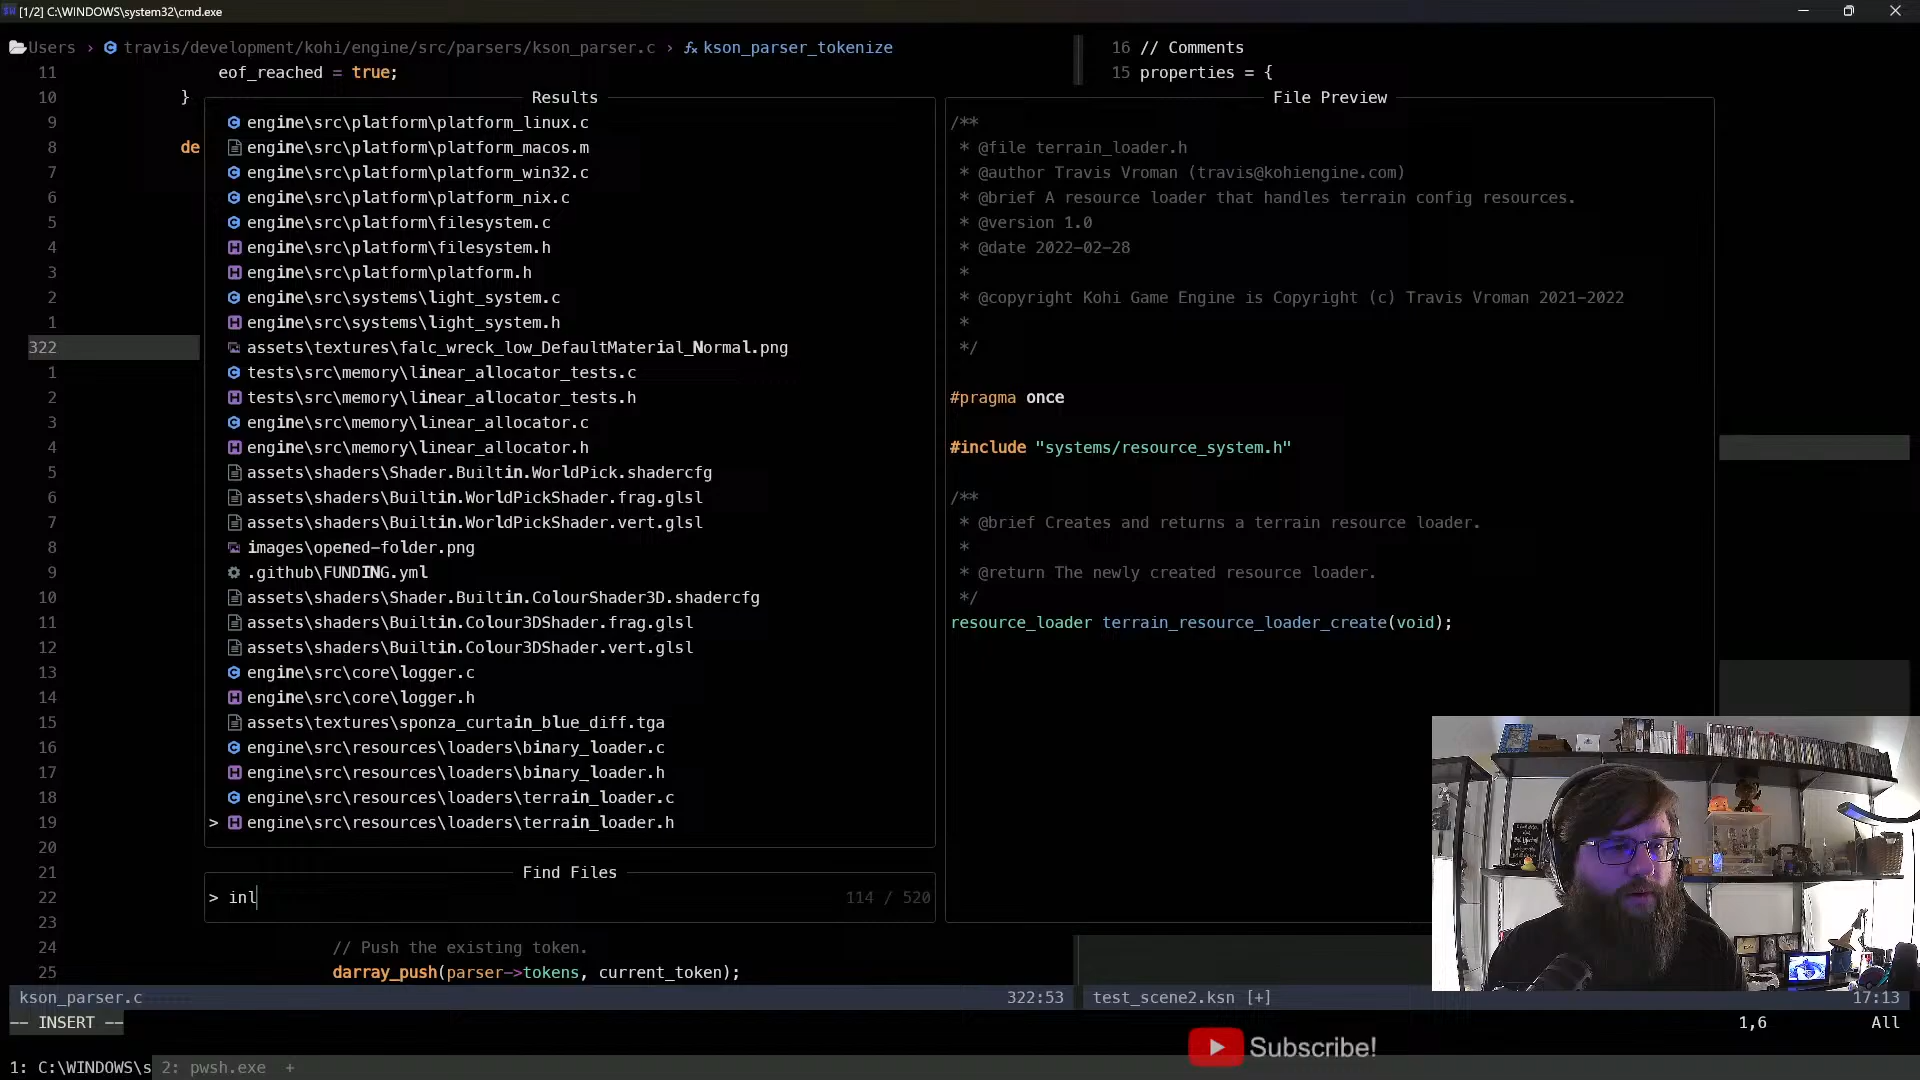 [1/2] C:\WINDOWS\system32\cmd.exe
Users › travis/development/kohi/engine/src/parsers/kson_parser.c › kson_parser_tokenize
11 eof_reached = true;
10 }
9
8 de
7
6
5
4
3
2
1
322
1
2
3
4
5
6
7
8
9
10
11
12
13
14
15
16
17
18
19
20
21
22
23
24 // Push the existing token.
25 darray_push(parser->tokens, current_token);
16 // Comments
15 properties = {
Results
engine\src\platform\platform_linux.c
engine\src\platform\platform_macos.m
engine\src\platform\platform_win32.c
engine\src\platform\platform_nix.c
engine\src\platform\filesystem.c
engine\src\platform\filesystem.h
engine\src\platform\platform.h
engine\src\systems\light_system.c
engine\src\systems\light_system.h
assets\textures\falc_wreck_low_DefaultMaterial_Normal.png
tests\src\memory\linear_allocator_tests.c
tests\src\memory\linear_allocator_tests.h
engine\src\memory\linear_allocator.c
engine\src\memory\linear_allocator.h
assets\shaders\Shader.Builtin.WorldPick.shadercfg
assets\shaders\Builtin.WorldPickShader.frag.glsl
assets\shaders\Builtin.WorldPickShader.vert.glsl
images\opened-folder.png
.github\FUNDING.yml
assets\shaders\Shader.Builtin.ColourShader3D.shadercfg
assets\shaders\Builtin.Colour3DShader.frag.glsl
assets\shaders\Builtin.Colour3DShader.vert.glsl
engine\src\core\logger.c
engine\src\core\logger.h
assets\textures\sponza_curtain_blue_diff.tga
engine\src\resources\loaders\binary_loader.c
engine\src\resources\loaders\binary_loader.h
engine\src\resources\loaders\terrain_loader.c
> engine\src\resources\loaders\terrain_loader.h
Find Files
> inl 114 / 520
File Preview
/**
* @file terrain_loader.h
* @author Travis Vroman (travis@kohiengine.com)
* @brief A resource loader that handles terrain config resources.
* @version 1.0
* @date 2022-02-28
*
* @copyright Kohi Game Engine is Copyright (c) Travis Vroman 2021-2022
*
*/
#pragma once
#include "systems/resource_system.h"
/**
* @brief Creates and returns a terrain resource loader.
*
* @return The newly created resource loader.
*/
resource_loader terrain_resource_loader_create(void);
kson_parser.c 322:53 test_scene2.ksn [+] 17:13
-- INSERT -- 1,6 All
Subscribe!
1: C:\WINDOWS\s 2: pwsh.exe +